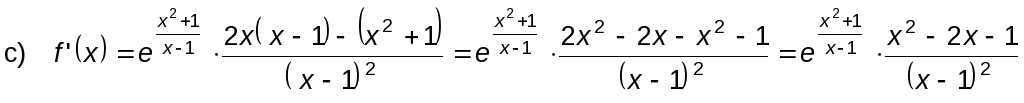 c) f'(x) = e^((x²+1)/(x-1)) · (2x(x - 1) - (x² + 1))/((x - 1)²) = e^((x²+1)/(x-1)) · (2x² - 2x - x² - 1)/((x - 1)²) = e^((x²+1)/(x-1)) · (x² - 2x - 1)/((x - 1)²)